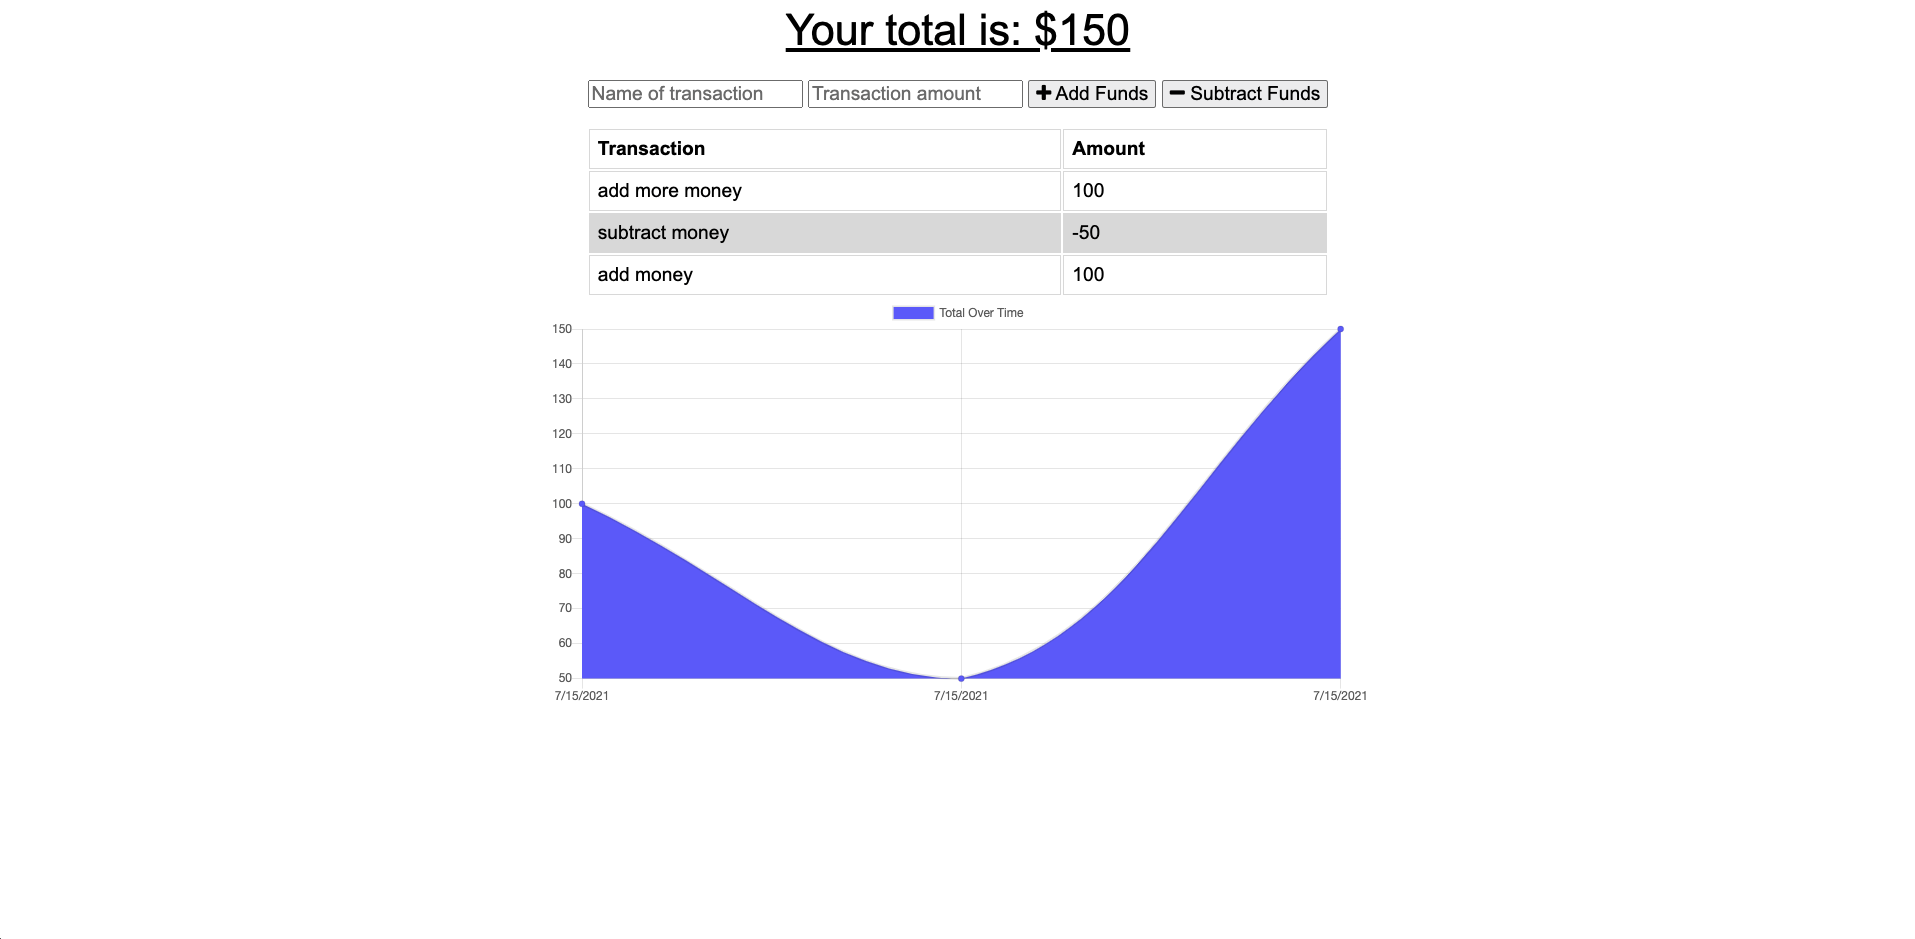 Your total is: $150
Name of transaction Transaction amount Add Funds Subtract Funds
Transaction Amount
add more money 100
subtract money -50
add money 100
Total Over Time
150
140
130
120
110
100
90
80
70
60
50
7/15/2021 7/15/2021 7/15/2021